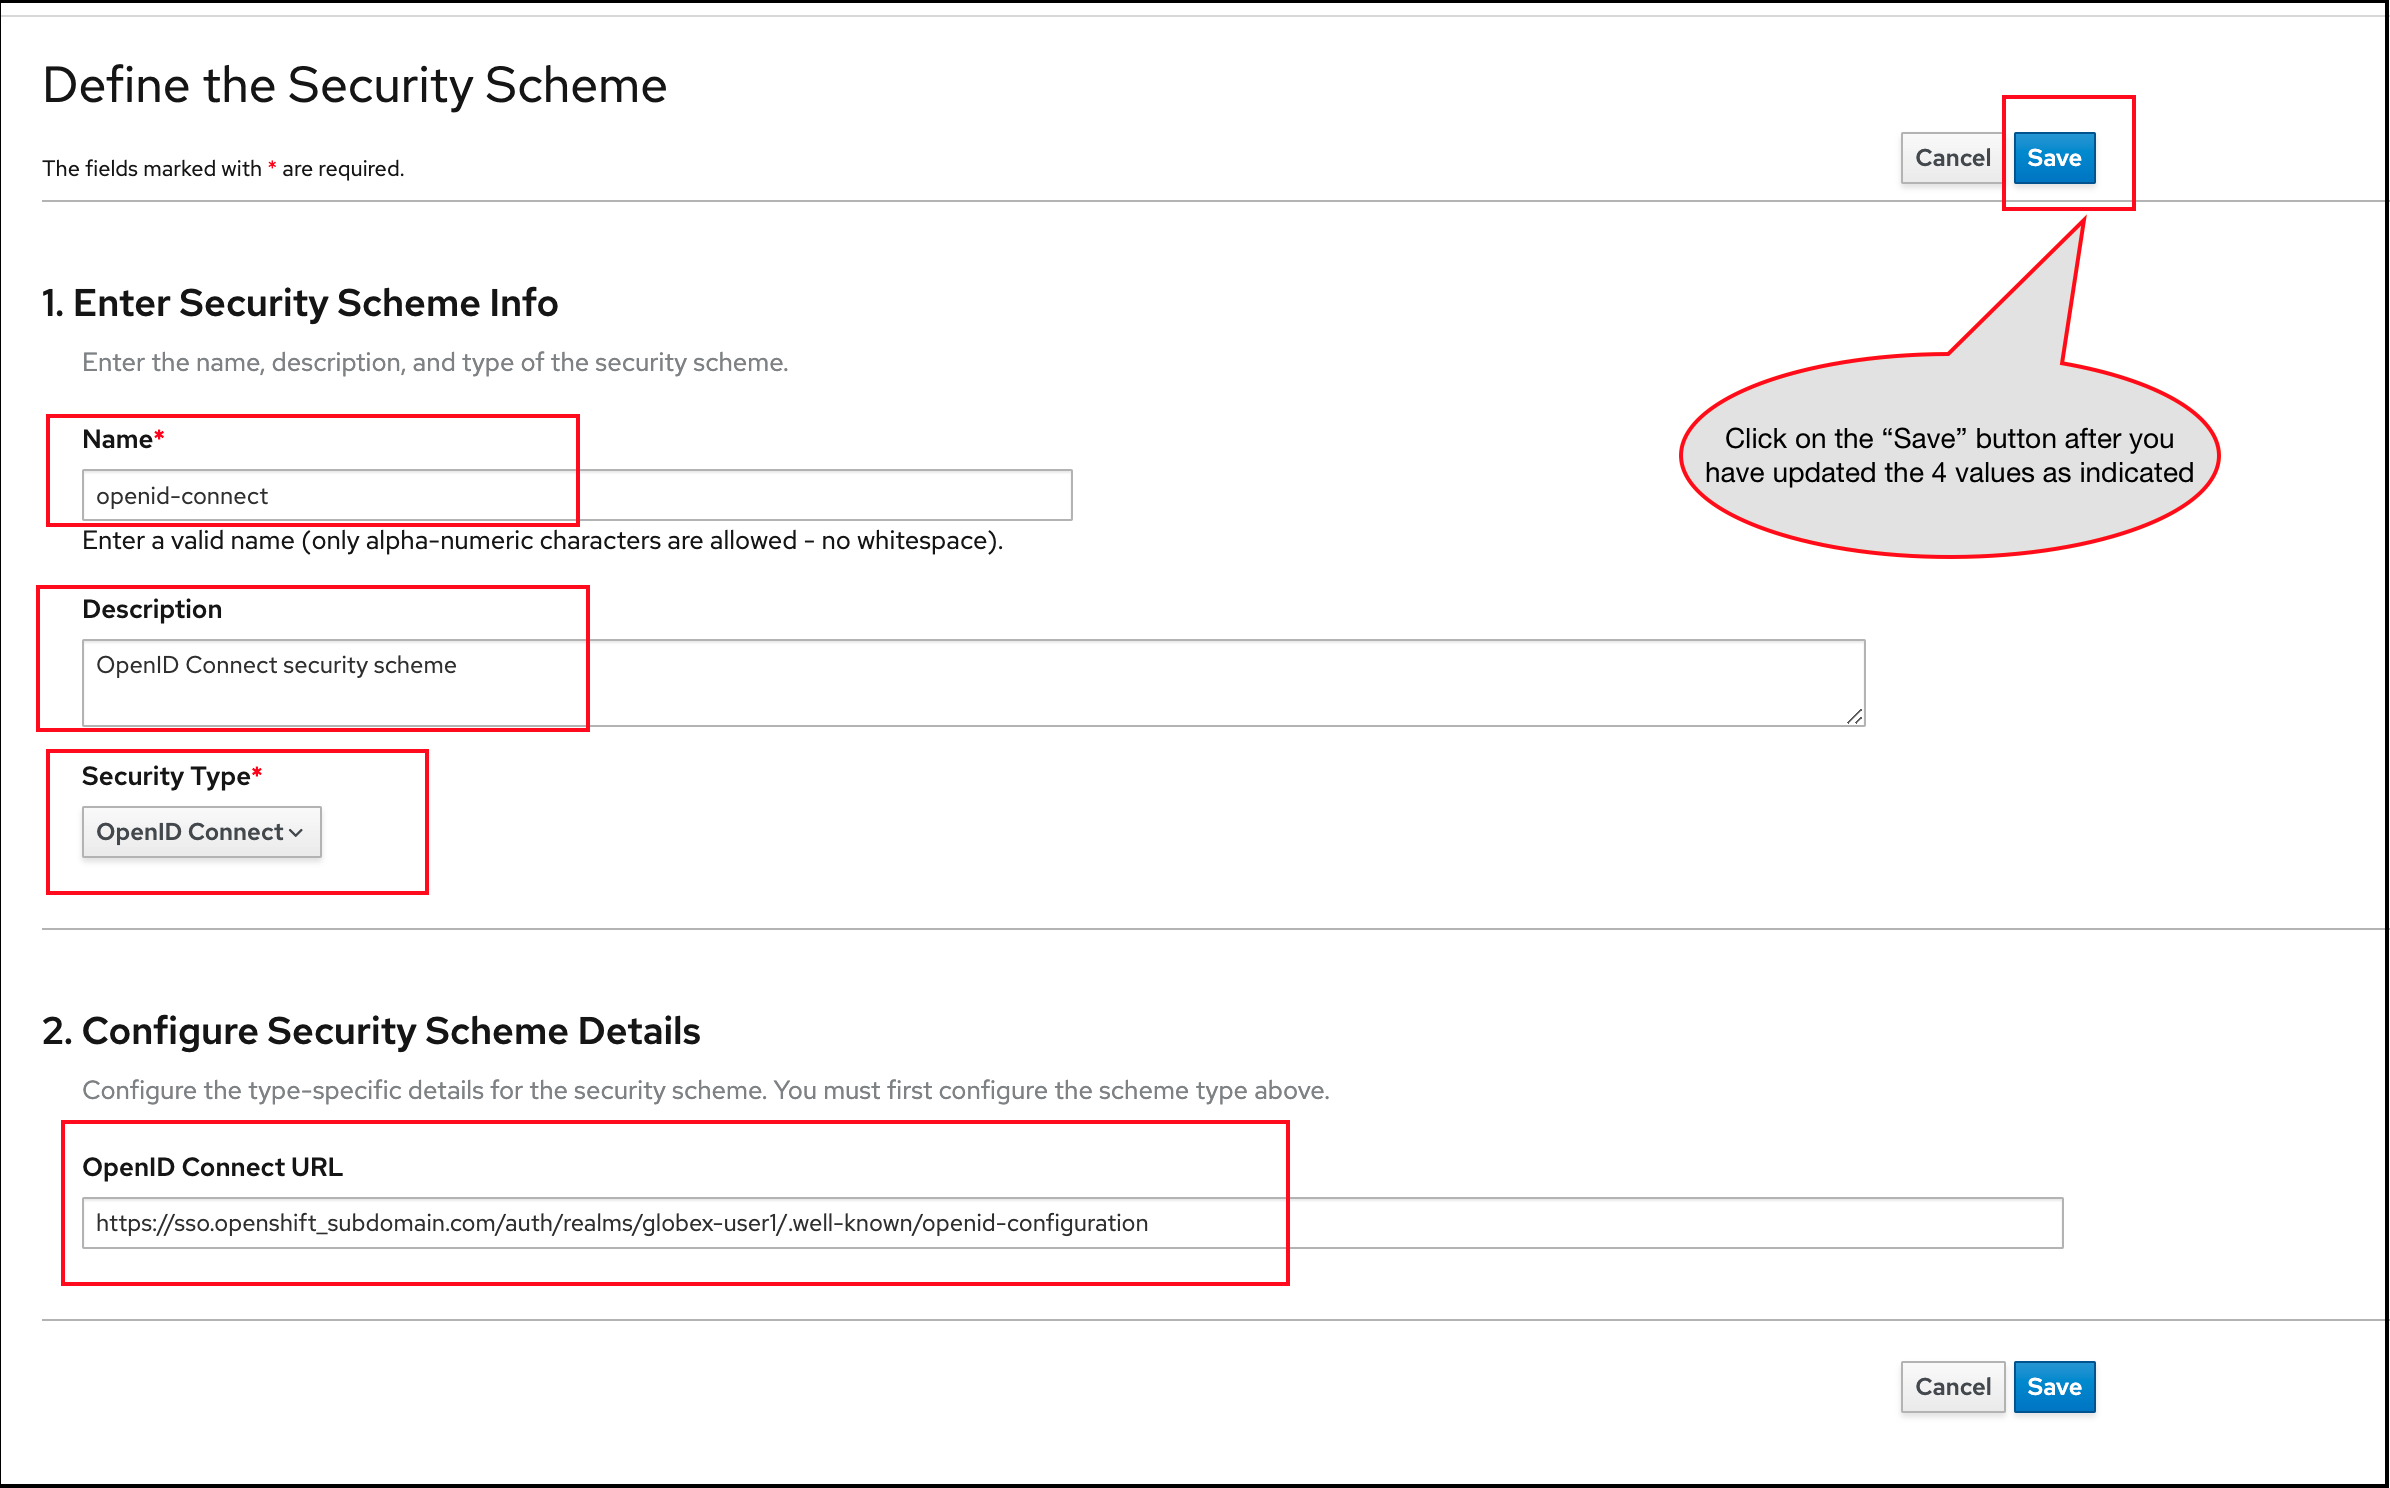 Define the Security Scheme
The fields marked with * are required.
Cancel
Save
1. Enter Security Scheme Info
Enter the name, description, and type of the security scheme.
Name*
openid-connect
Enter a valid name (only alpha-numeric characters are allowed - no whitespace).
Click on the “Save” button after you
have updated the 4 values as indicated
Description
OpenID Connect security scheme
Security Type*
OpenID Connect
2. Configure Security Scheme Details
Configure the type-specific details for the security scheme. You must first configure the scheme type above.
OpenID Connect URL
https://sso.openshift_subdomain.com/auth/realms/globex-user1/.well-known/openid-configuration
Cancel
Save